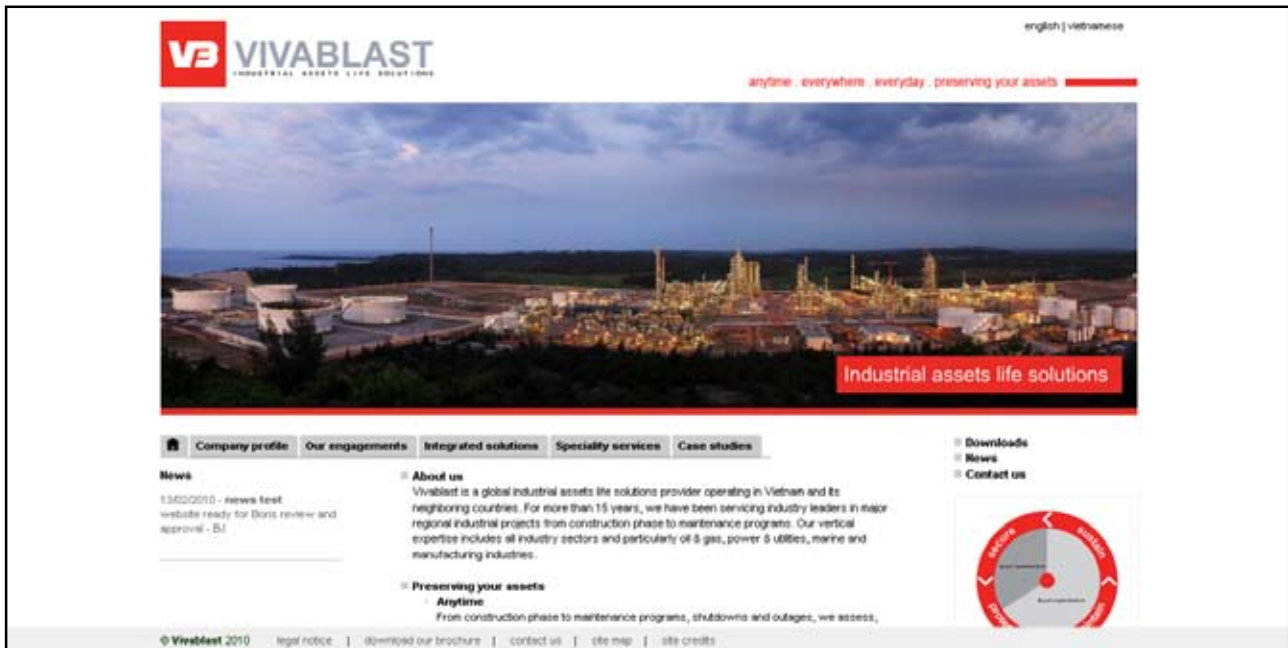 english | vietnamese
V3 VIVABLAST
INDUSTRIAL ASSETS LIFE SOLUTIONS
anytime . everywhere . everyday . preserving your assets
Industrial assets life solutions
Company profile Our engagements Integrated solutions Speciality services Case studies
Downloads
News
Contact us
News
13/02/2010 - news test
website ready for Boris review and
approval - BJ
About us
Vivablast is a global industrial assets life solutions provider operating in Vietnam and its
neighboring countries. For more than 15 years, we have been servicing industry leaders in major
regional industrial projects from construction phase to maintenance programs. Our vertical
expertise includes all industry sectors and particularly oil & gas, power & utilities, marine and
manufacturing industries.
Preserving your assets
Anytime
From construction phase to maintenance programs, shutdowns and outages, we assess,
secure
sustain
© Vivablast 2010 legal notice | download our brochure | contact us | site map | site credits